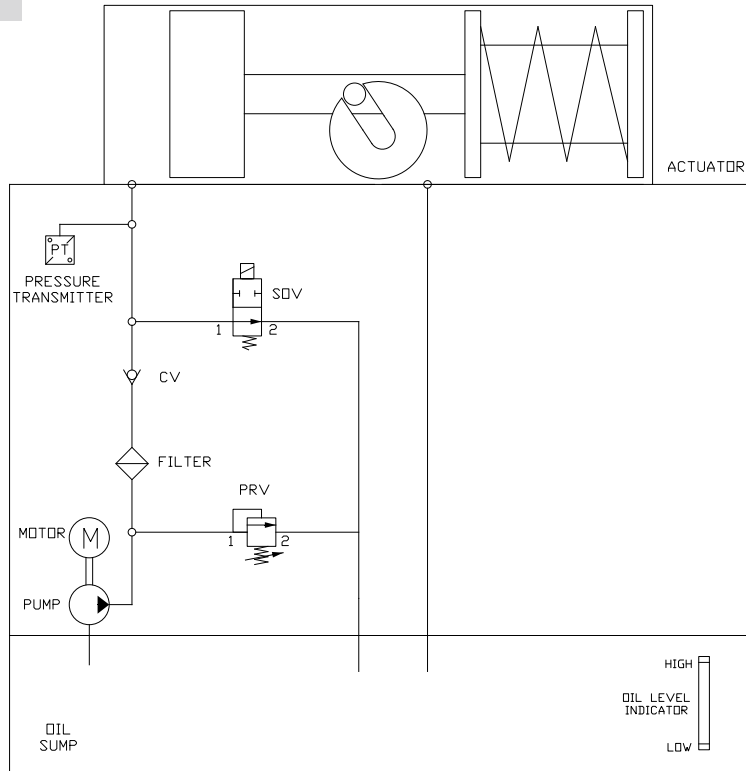 ACTUATOR
PT
PRESSURE
TRANSMITTER
SOV
1 2
CV
FILTER
PRV
MOTOR M
1 2
PUMP
HIGH
OIL LEVEL
INDICATOR
OIL
SUMP
LOW